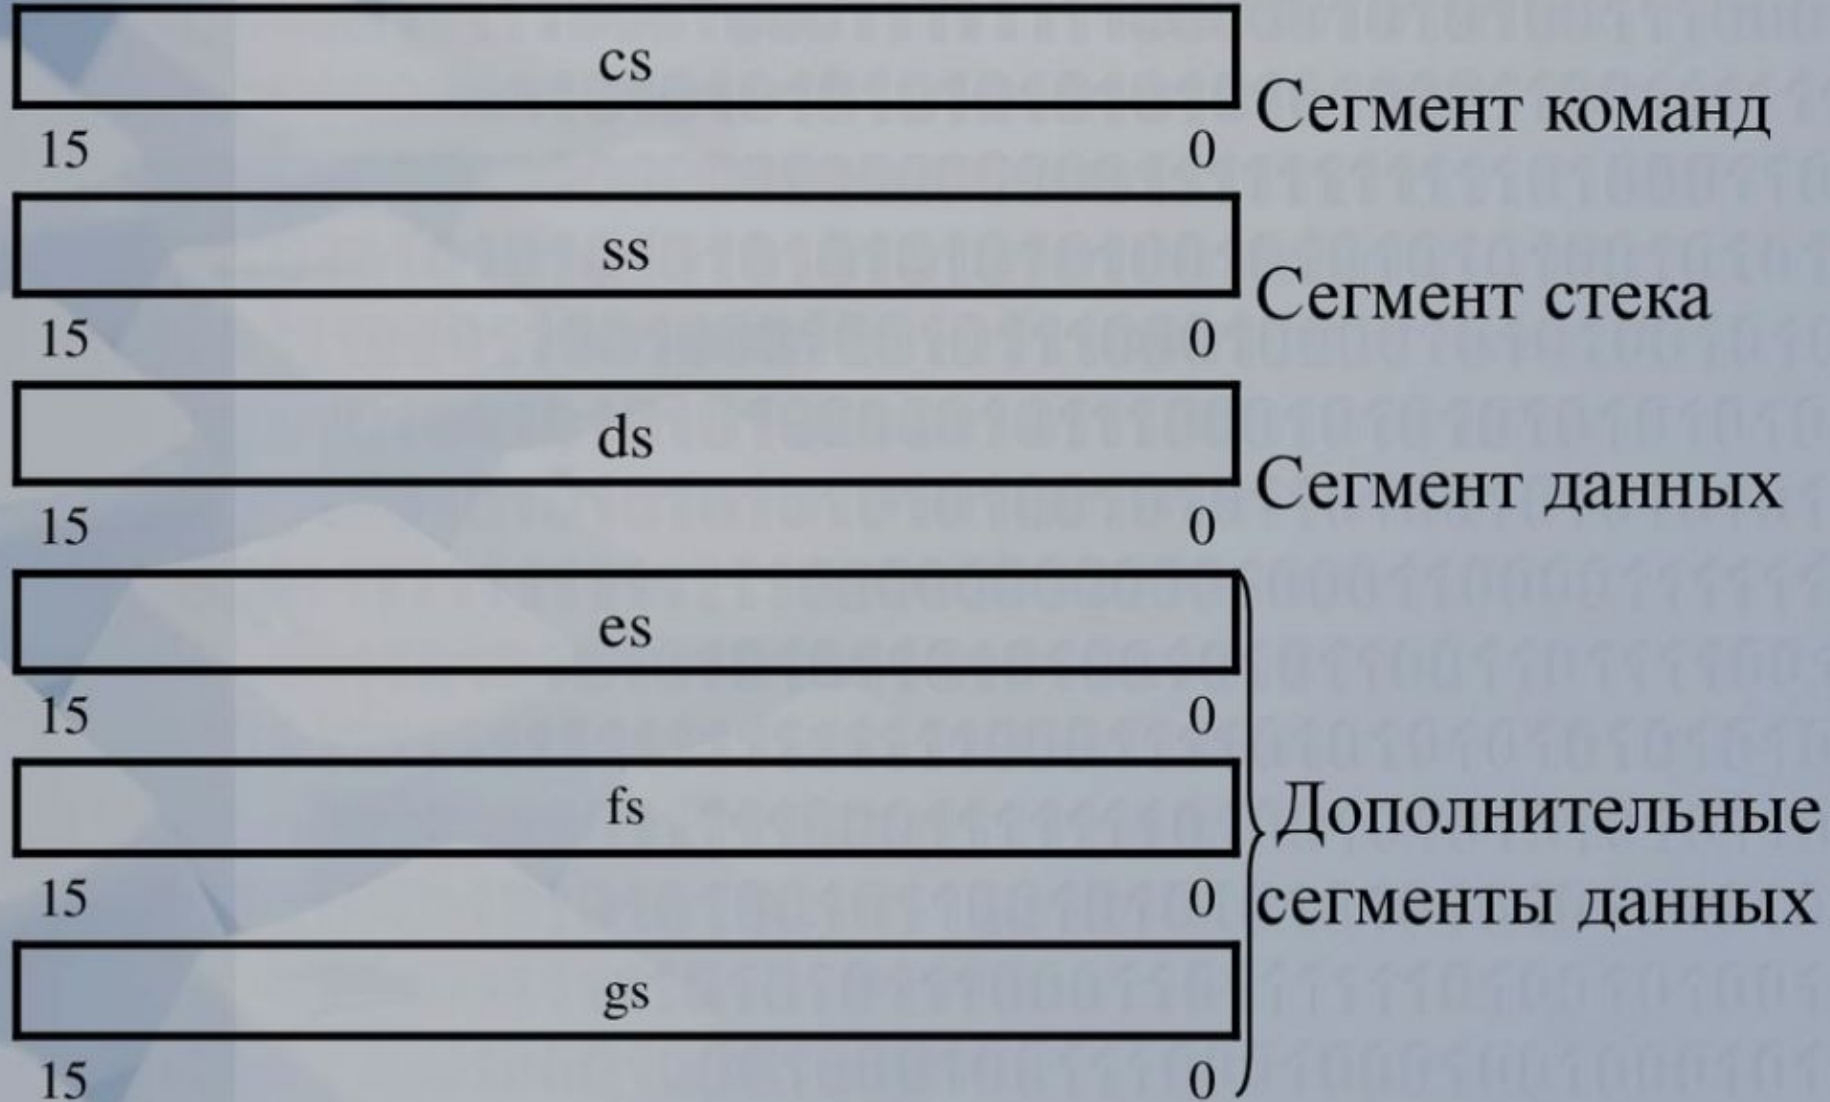 cs
Сегмент команд
15 0
ss
Сегмент стека
15 0
ds
Сегмент данных
15 0
es
15 0
fs
Дополнительные
15 0
сегменты данных
gs
15 0